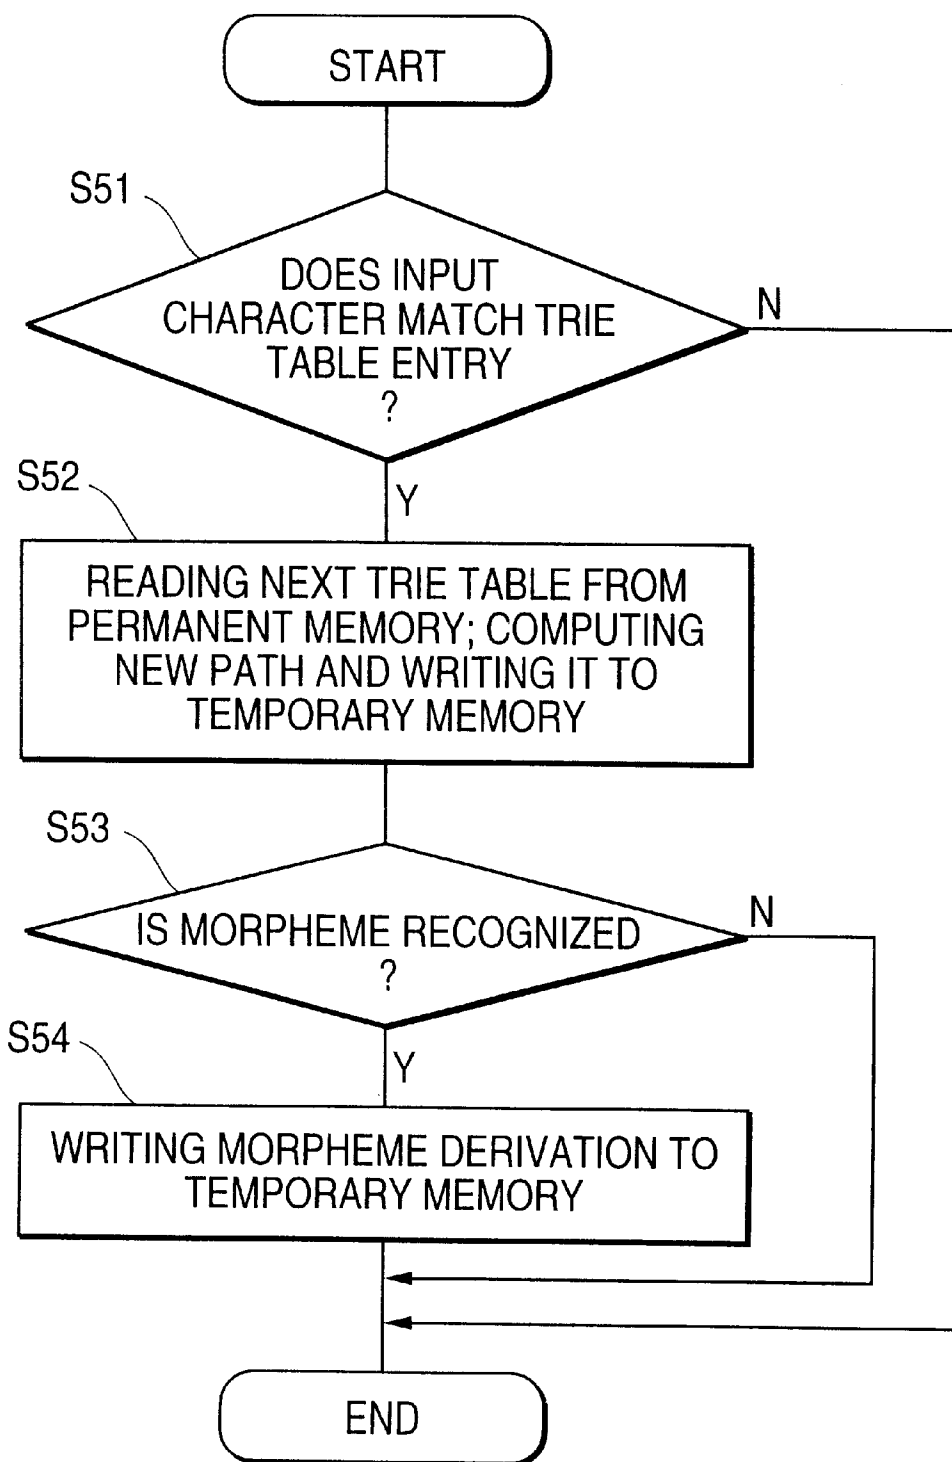 START
S51
DOES INPUT
CHARACTER MATCH TRIE
TABLE ENTRY
?
N
Y
S52
READING NEXT TRIE TABLE FROM
PERMANENT MEMORY; COMPUTING
NEW PATH AND WRITING IT TO
TEMPORARY MEMORY
S53
IS MORPHEME RECOGNIZED
?
N
Y
S54
WRITING MORPHEME DERIVATION TO
TEMPORARY MEMORY
END